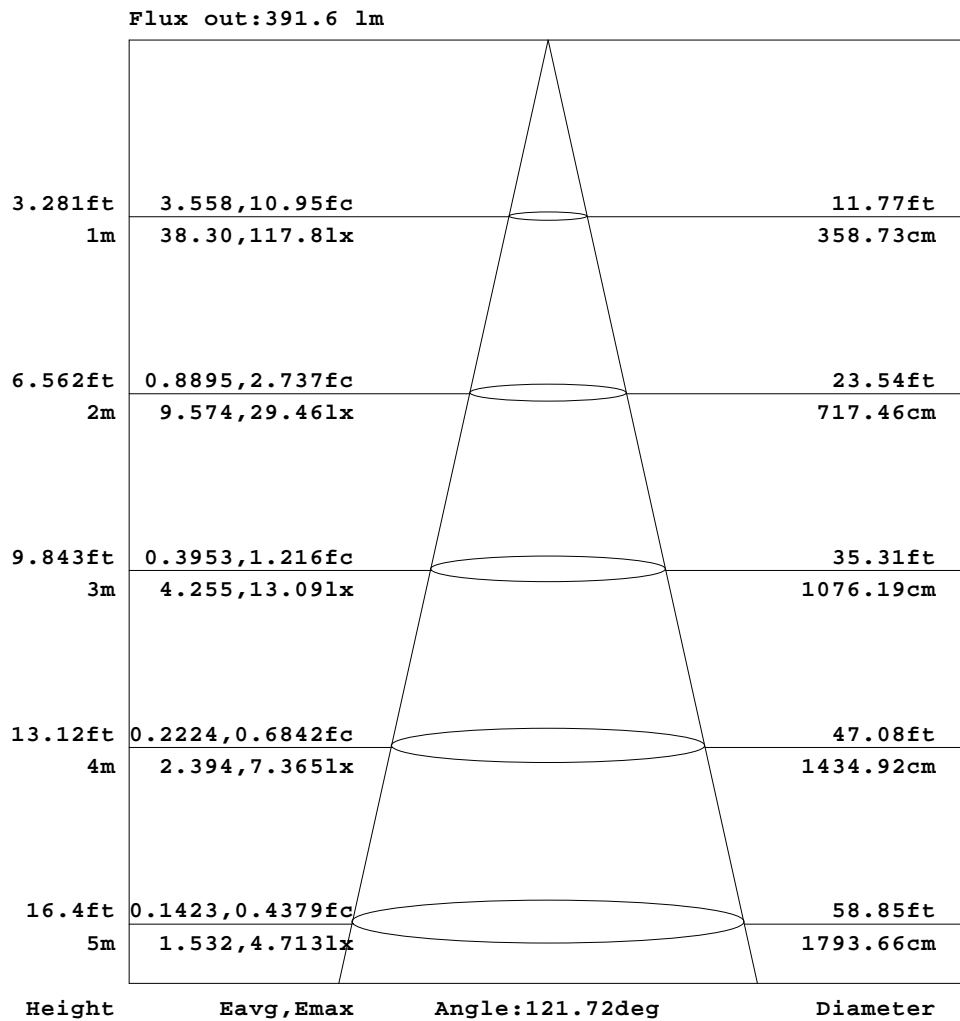 Flux out:391.6 lm
3.281ft 3.558,10.95fc 11.77ft
1m 38.30,117.8lx 358.73cm
6.562ft 0.8895,2.737fc 23.54ft
2m 9.574,29.46lx 717.46cm
9.843ft 0.3953,1.216fc 35.31ft
3m 4.255,13.09lx 1076.19cm
13.12ft 0.2224,0.6842fc 47.08ft
4m 2.394,7.365lx 1434.92cm
16.4ft 0.1423,0.4379fc 58.85ft
5m 1.532,4.713lx 1793.66cm
Height Eavg,Emax Angle:121.72deg Diameter